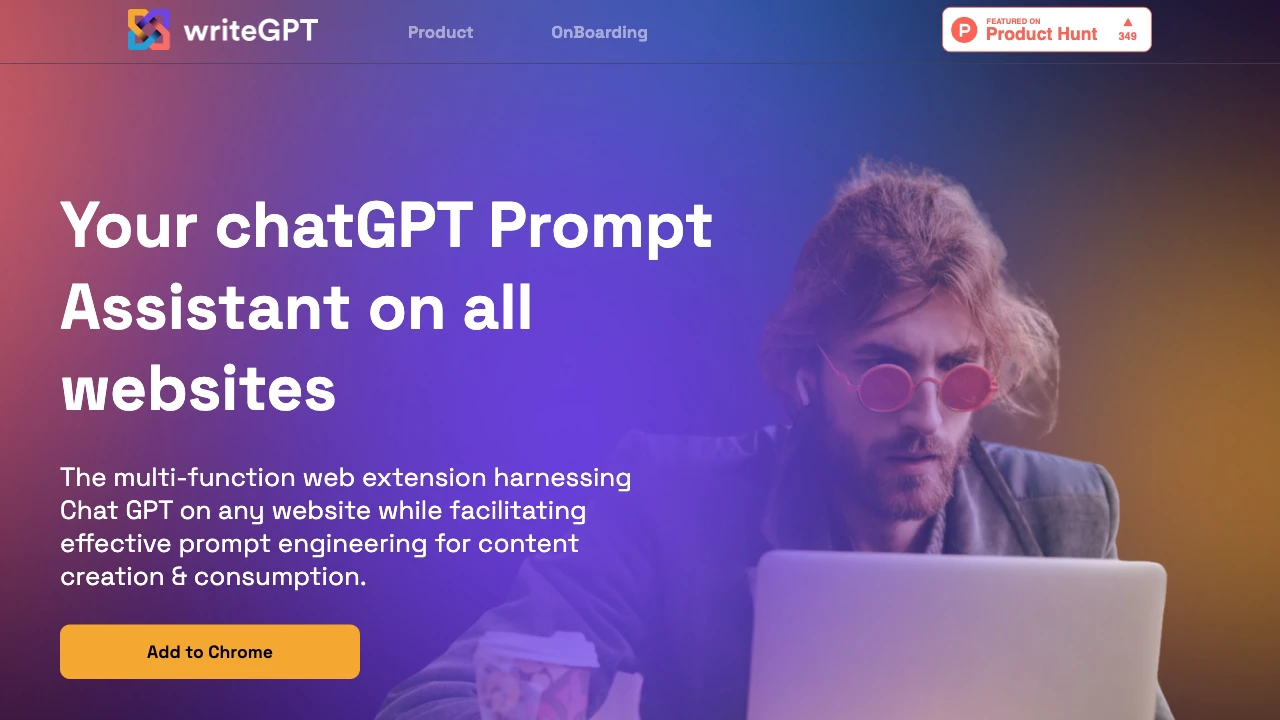 writeGPT
Product
OnBoarding
FEATURED ON
Product Hunt
349
Your chatGPT Prompt
Assistant on all
websites
The multi-function web extension harnessing
Chat GPT on any website while facilitating
effective prompt engineering for content
creation & consumption.
Add to Chrome